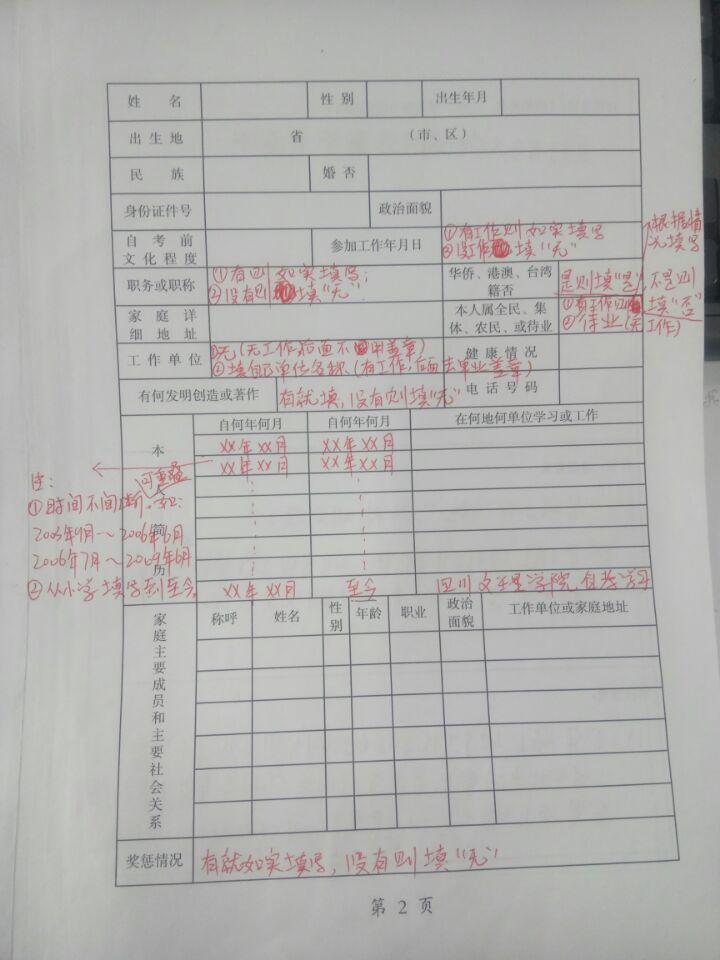 姓 名 性 别 出生年月
出 生 地 省 (市、区)
民 族 婚 否
身份证件号 政治面貌
自 考 前
文 化 程 度
参加工作年月日
①有工作则如实填写
②没工作填"无"
根据情
况填写
职务或职称
①有则如实填写;
②没有则填"无"
华侨、港澳、台湾
籍否
是则填"是",不是则
填"否"
家 庭 详
细 地 址
本人属全民、集
体、农民、或待业
②待业(无
工作)
工 作 单 位
①无(无工作,后面不用盖章)
②填自己单位名称(有工作,后面去毕业盖章)
健 康 情 况
有何发明创造或著作
有就填,没有则填"无"
电 话 号 码
本人简历
自何年何月 自何年何月 在何地何单位学习或工作
XX年XX月 XX年XX月
XX年XX月 XX年XX月
注:
可重叠
①时间不间断.如:
2003年9月~2006年6月
2006年7月~2009年6月
②从小学填写到至今.
XX年XX月 至今 四川文理学院自考学习
家庭主要成员和主要社会关系
称呼 姓名 性别 年龄 职业 政治面貌 工作单位或家庭地址
奖惩情况 有就如实填写,没有则填"无"
第 2 页